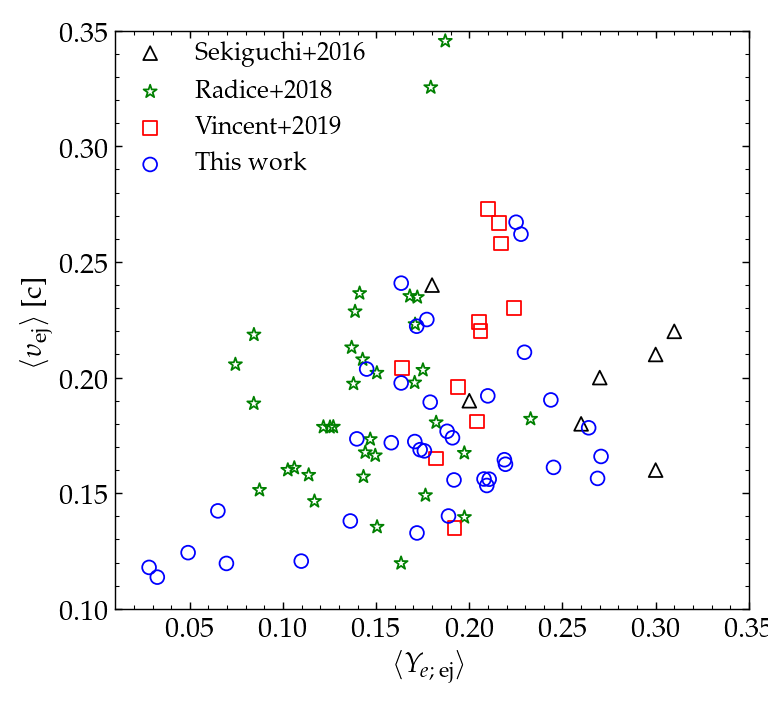 0.35
0.30
0.25
0.20
0.15
0.10
⟨v_ej⟩ [c]
Sekiguchi+2016
Radice+2018
Vincent+2019
This work
0.05 0.10 0.15 0.20 0.25 0.30 0.35
⟨Y_e; ej⟩